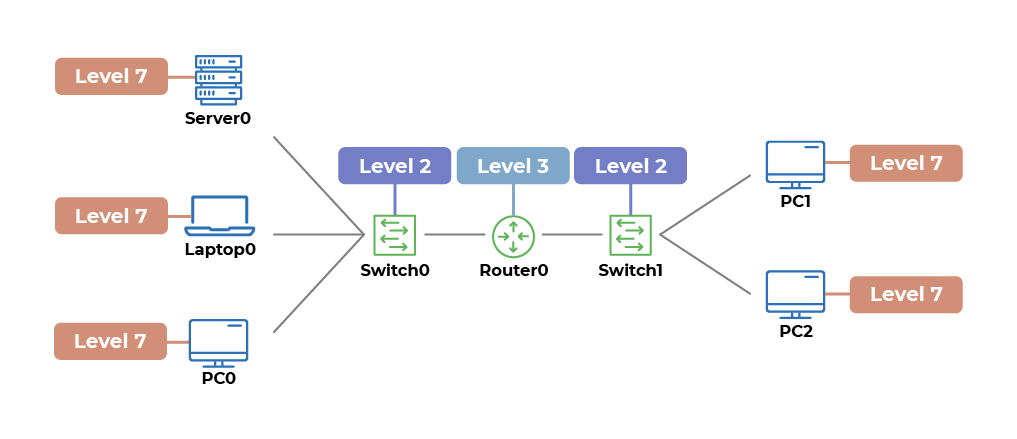 Level 7
Server0
Level 7
Laptop0
Level 7
PC0
Level 2
Switch0
Level 3
Router0
Level 2
Switch1
Level 7
PC1
Level 7
PC2